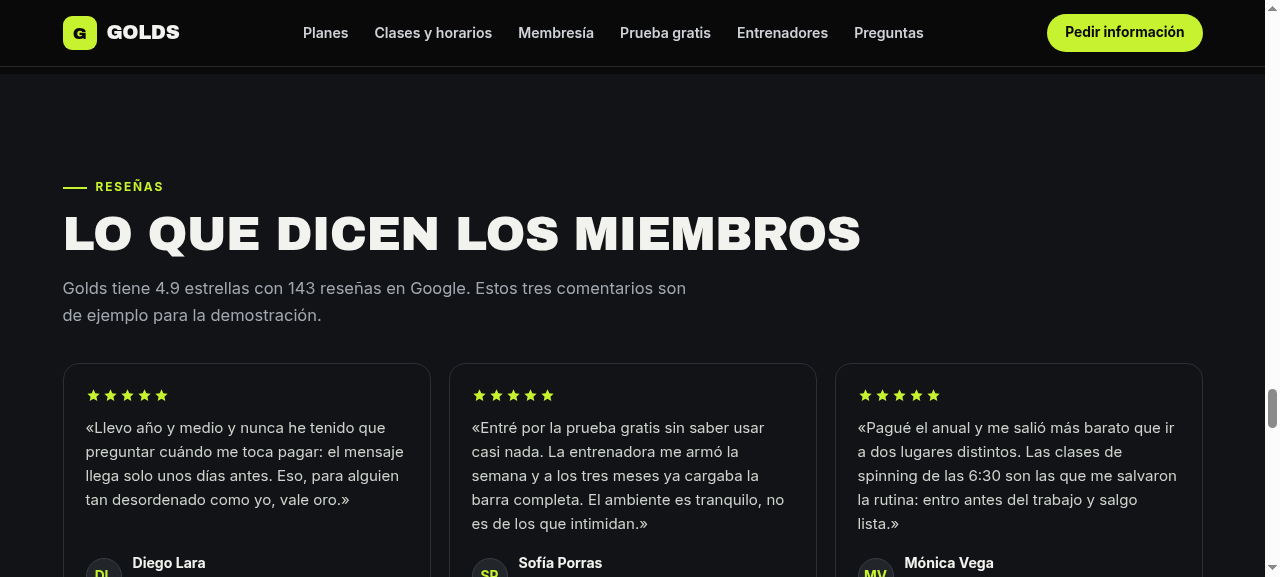 G GOLDS
Planes Clases y horarios Membresía Prueba gratis Entrenadores Preguntas
Pedir información
RESEÑAS
LO QUE DICEN LOS MIEMBROS
Golds tiene 4.9 estrellas con 143 reseñas en Google. Estos tres comentarios son
de ejemplo para la demostración.
«Llevo año y medio y nunca he tenido que
preguntar cuándo me toca pagar: el mensaje
llega solo unos días antes. Eso, para alguien
tan desordenado como yo, vale oro.»
DL
Diego Lara
«Entré por la prueba gratis sin saber usar
casi nada. La entrenadora me armó la
semana y a los tres meses ya cargaba la
barra completa. El ambiente es tranquilo, no
es de los que intimidan.»
SP
Sofía Porras
«Pagué el anual y me salió más barato que ir
a dos lugares distintos. Las clases de
spinning de las 6:30 son las que me salvaron
la rutina: entro antes del trabajo y salgo
lista.»
MV
Mónica Vega